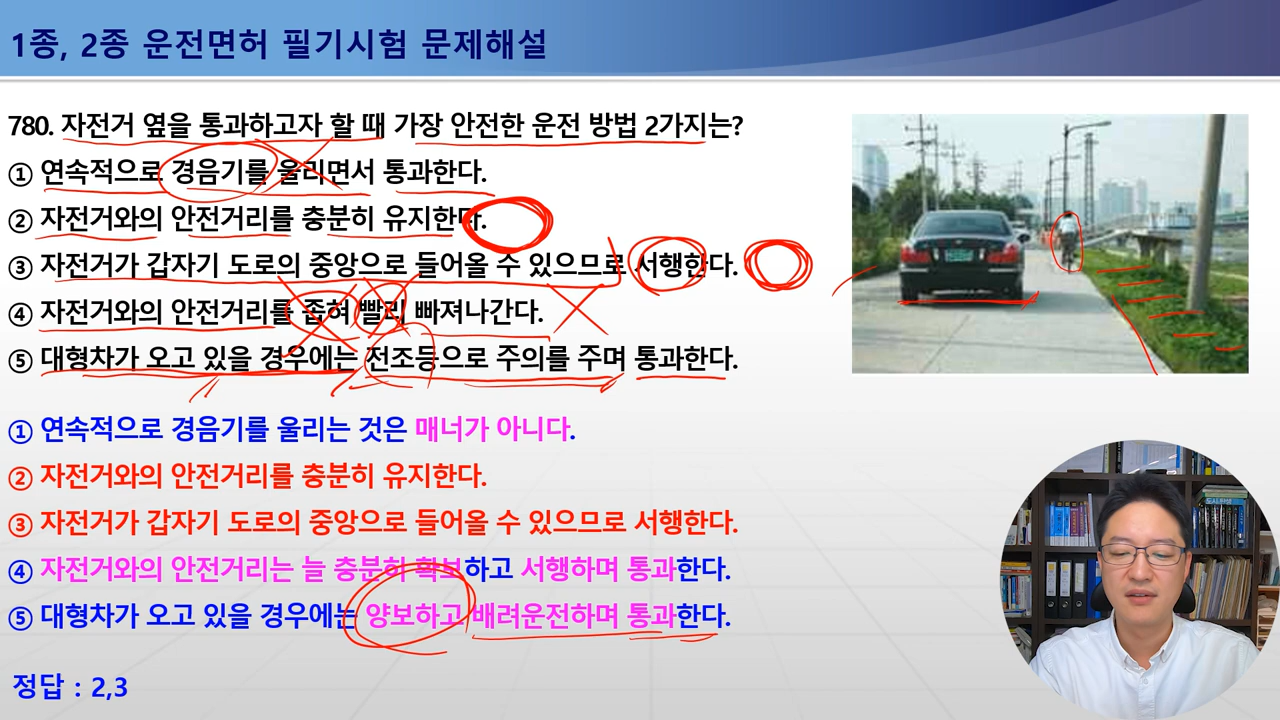 1종, 2종 운전면허 필기시험 문제해설
780. 자전거 옆을 통과하고자 할 때 가장 안전한 운전 방법 2가지는?
① 연속적으로 경음기를 울리면서 통과한다.
② 자전거와의 안전거리를 충분히 유지한다.
③ 자전거가 갑자기 도로의 중앙으로 들어올 수 있으므로 서행한다.
④ 자전거와의 안전거리를 좁혀 빨리 빠져나간다.
⑤ 대형차가 오고 있을 경우에는 전조등으로 주의를 주며 통과한다.
① 연속적으로 경음기를 울리는 것은 매너가 아니다.
② 자전거와의 안전거리를 충분히 유지한다.
③ 자전거가 갑자기 도로의 중앙으로 들어올 수 있으므로 서행한다.
④ 자전거와의 안전거리는 늘 충분히 확보하고 서행하며 통과한다.
⑤ 대형차가 오고 있을 경우에는 양보하고 배려운전하며 통과한다.
정답 : 2,3